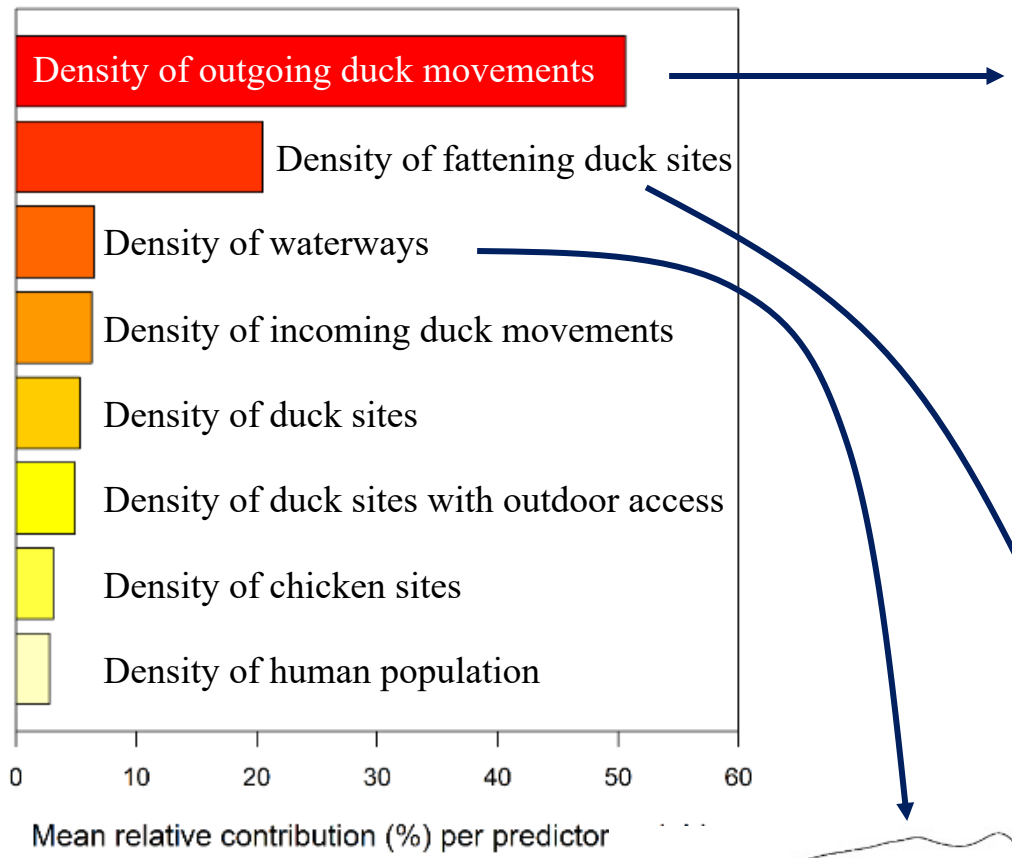 Density of outgoing duck movements
Density of fattening duck sites
Density of waterways
Density of incoming duck movements
Density of duck sites
Density of duck sites with outdoor access
Density of chicken sites
Density of human population
0 10 20 30 40 50 60
Mean relative contribution (%) per predictor